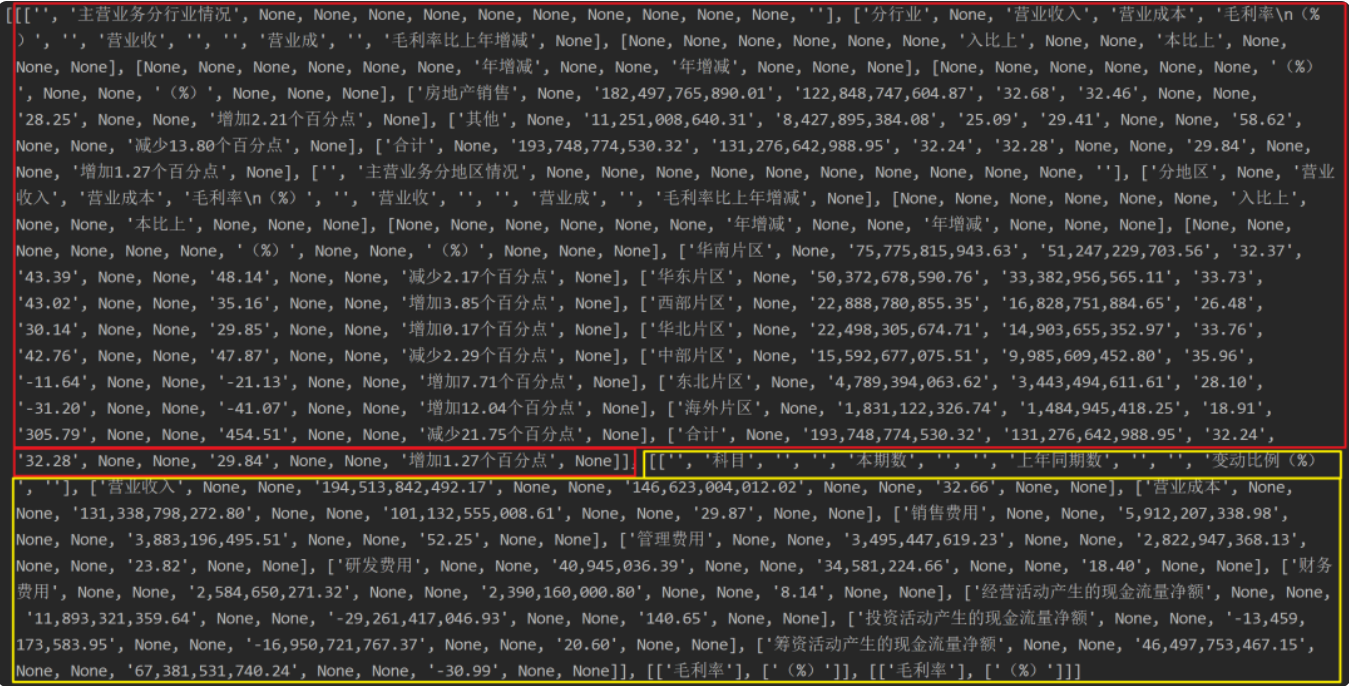 [[['', '主营业务分行业情况', None, None, None, None, None, None, None, None, None, None, ''], ['分行业', None, '营业收入', '营业成本', '毛利率\n（%
）', '', '营业收', '', '', '营业成', '', '毛利率比上年增减', None], [None, None, None, None, None, None, '入比上', None, None, '本比上', None,
None, None], [None, None, None, None, None, None, '年增减', None, None, '年增减', None, None, None], [None, None, None, None, None, None, '（%）
', None, None, '（%）', None, None, None], ['房地产销售', None, '182,497,765,890.01', '122,848,747,604.87', '32.68', '32.46', None, None,
'28.25', None, None, '增加2.21个百分点', None], ['其他', None, '11,251,008,640.31', '8,427,895,384.08', '25.09', '29.41', None, None, '58.62',
None, None, '减少13.80个百分点', None], ['合计', None, '193,748,774,530.32', '131,276,642,988.95', '32.24', '32.28', None, None, '29.84', None,
None, '增加1.27个百分点', None], ['', '主营业务分地区情况', None, None, None, None, None, None, None, None, None, None, ''], ['分地区', None, '营业
收入', '营业成本', '毛利率\n（%）', '', '营业收', '', '', '营业成', '', '毛利率比上年增减', None], [None, None, None, None, None, None, '入比上',
None, None, '本比上', None, None, None], [None, None, None, None, None, None, '年增减', None, None, '年增减', None, None, None], [None, None,
None, None, None, None, '（%）', None, None, '（%）', None, None, None], ['华南片区', None, '75,775,815,943.63', '51,247,229,703.56', '32.37',
'43.39', None, None, '48.14', None, None, '减少2.17个百分点', None], ['华东片区', None, '50,372,678,590.76', '33,382,956,565.11', '33.73',
'43.02', None, None, '35.16', None, None, '增加3.85个百分点', None], ['西部片区', None, '22,888,780,855.35', '16,828,751,884.65', '26.48',
'30.14', None, None, '29.85', None, None, '增加0.17个百分点', None], ['华北片区', None, '22,498,305,674.71', '14,903,655,352.97', '33.76',
'42.76', None, None, '47.87', None, None, '减少2.29个百分点', None], ['中部片区', None, '15,592,677,075.51', '9,985,609,452.80', '35.96',
'-11.64', None, None, '-21.13', None, None, '增加7.71个百分点', None], ['东北片区', None, '4,789,394,063.62', '3,443,494,611.61', '28.10',
'-31.20', None, None, '-41.07', None, None, '增加12.04个百分点', None], ['海外片区', None, '1,831,122,326.74', '1,484,945,418.25', '18.91',
'305.79', None, None, '454.51', None, None, '减少21.75个百分点', None], ['合计', None, '193,748,774,530.32', '131,276,642,988.95', '32.24',
'32.28', None, None, '29.84', None, None, '增加1.27个百分点', None]], [['', '科目', '', '', '本期数', '', '', '上年同期数', '', '', '变动比例（%）
', ''], ['营业收入', None, None, '194,513,842,492.17', None, None, '146,623,004,012.02', None, None, '32.66', None, None], ['营业成本', None,
None, '131,338,798,272.80', None, None, '101,132,555,008.61', None, None, '29.87', None, None], ['销售费用', None, None, '5,912,207,338.98',
None, None, '3,883,196,495.51', None, None, '52.25', None, None], ['管理费用', None, None, '3,495,447,619.23', None, None, '2,822,947,368.13',
None, None, '23.82', None, None], ['研发费用', None, None, '40,945,036.39', None, None, '34,581,224.66', None, None, '18.40', None, None], ['财务
费用', None, None, '2,584,650,271.32', None, None, '2,390,160,000.80', None, None, '8.14', None, None], ['经营活动产生的现金流量净额', None, None,
'11,893,321,359.64', None, None, '-29,261,417,046.93', None, None, '140.65', None, None], ['投资活动产生的现金流量净额', None, None, '-13,459,
173,583.95', None, None, '-16,950,721,767.37', None, None, '20.60', None, None], ['筹资活动产生的现金流量净额', None, None, '46,497,753,467.15',
None, None, '67,381,531,740.24', None, None, '-30.99', None, None]], [['毛利率'], ['（%）']], [['毛利率'], ['（%）']]]